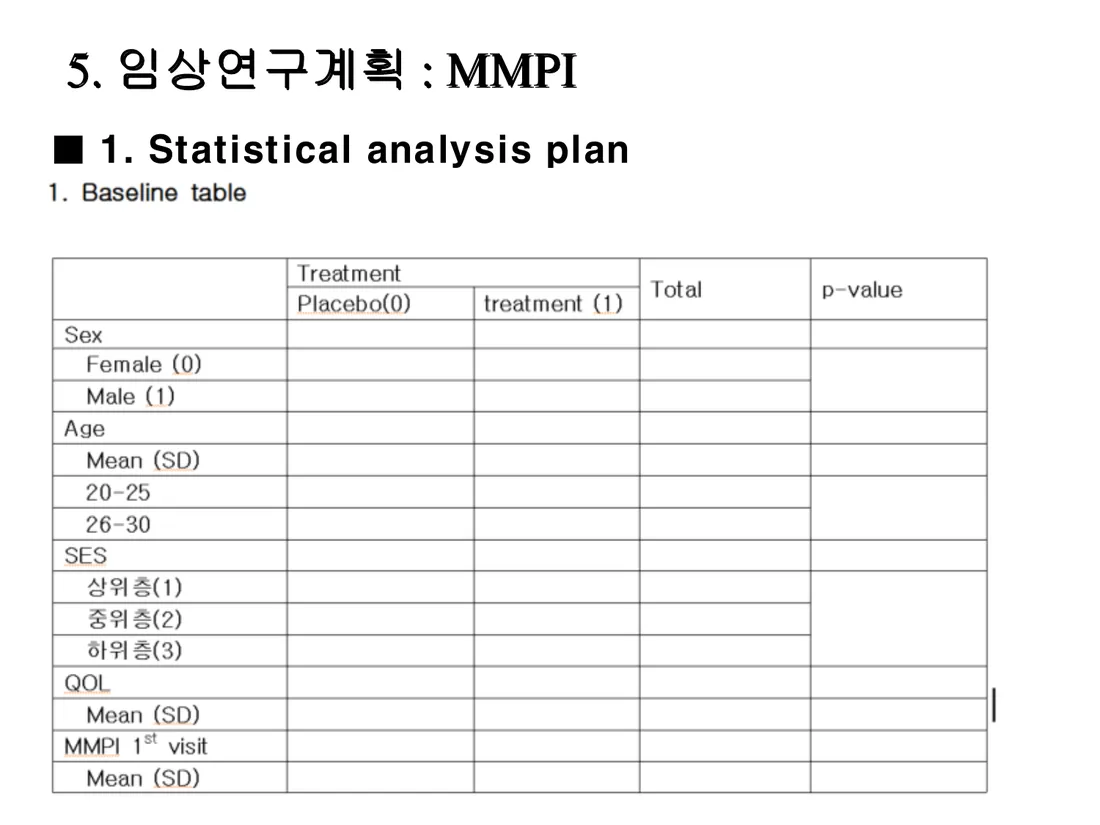 5. 임상연구계획 : MMPI
■ 1. Statistical analysis plan
1. Baseline table
Treatment
Total
p-value
Placebo(0)
treatment (1)
Sex
Female (0)
Male (1)
Age
Mean (SD)
20-25
26-30
SES
상위층(1)
중위층(2)
하위층(3)
QOL
Mean (SD)
MMPI 1st visit
Mean (SD)